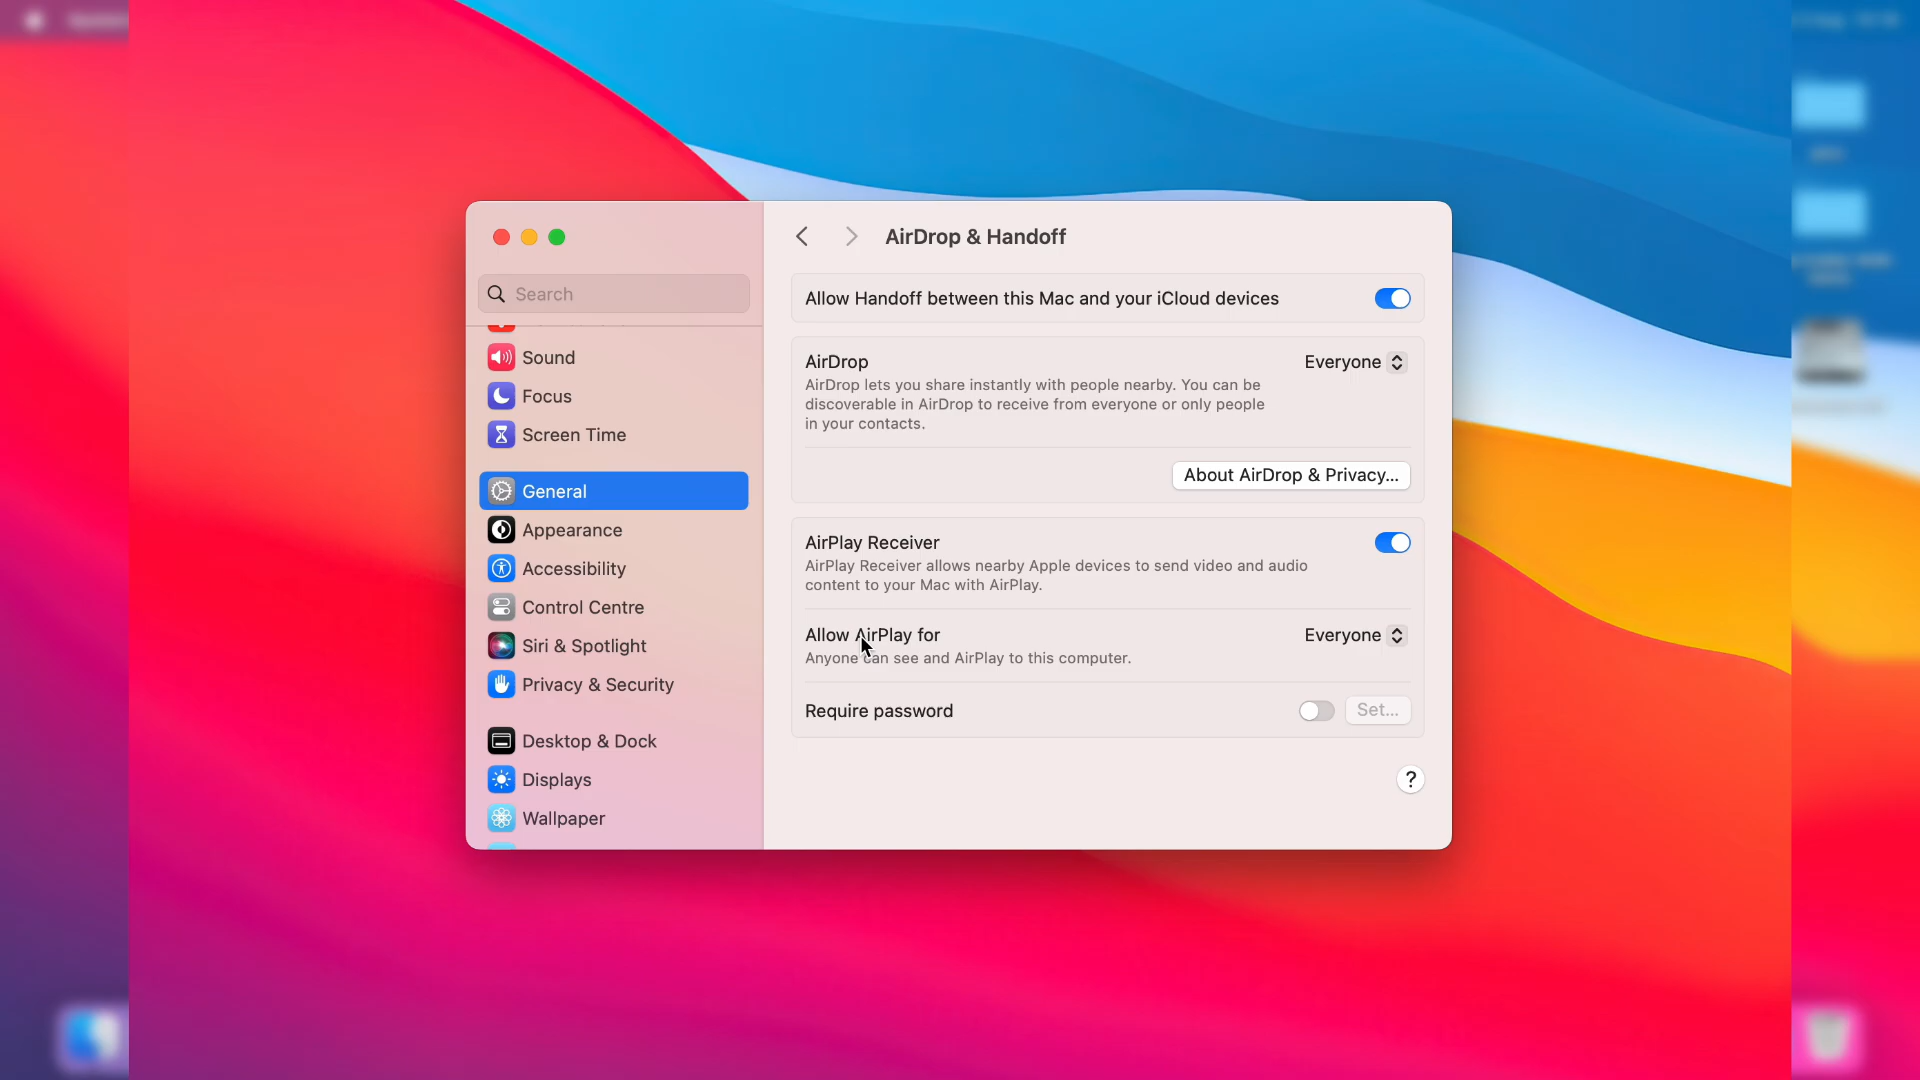 AirDrop & Handoff
Search
Sound
Focus
Screen Time
General
Appearance
Accessibility
Control Centre
Siri & Spotlight
Privacy & Security
Desktop & Dock
Displays
Wallpaper
Allow Handoff between this Mac and your iCloud devices
AirDrop
Everyone
AirDrop lets you share instantly with people nearby. You can be
discoverable in AirDrop to receive from everyone or only people
in your contacts.
About AirDrop & Privacy...
AirPlay Receiver
AirPlay Receiver allows nearby Apple devices to send video and audio
content to your Mac with AirPlay.
Allow AirPlay for
Everyone
Anyone can see and AirPlay to this computer.
Require password
Set...
?